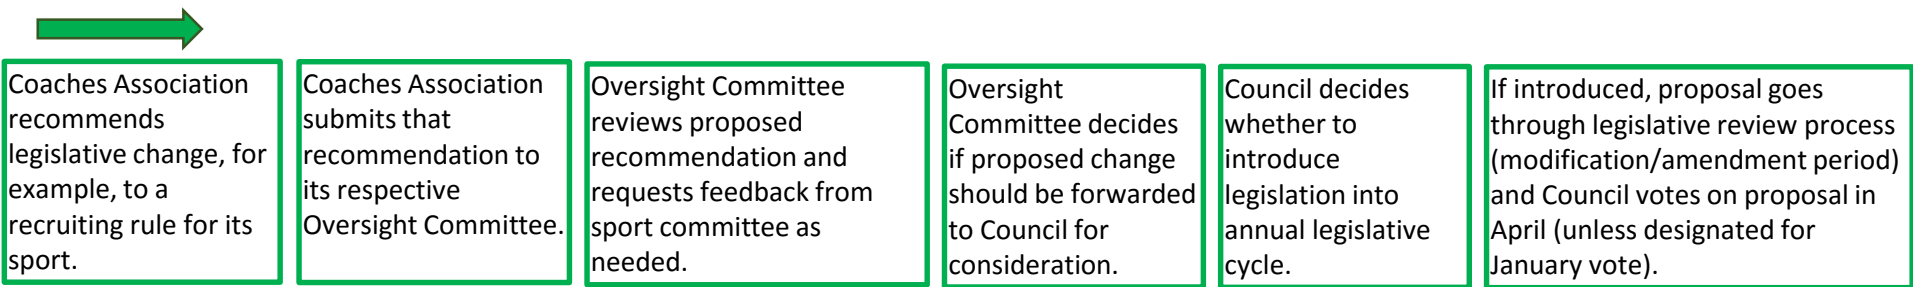 Coaches Association
recommends
legislative change, for
example, to a
recruiting rule for its
sport.
Coaches Association
submits that
recommendation to
its respective
Oversight Committee.
Oversight Committee
reviews proposed
recommendation and
requests feedback from
sport committee as
needed.
Oversight
Committee decides
if proposed change
should be forwarded
to Council for
consideration.
Council decides
whether to
introduce
legislation into
annual legislative
cycle.
If introduced, proposal goes
through legislative review process
(modification/amendment period)
and Council votes on proposal in
April (unless designated for
January vote).